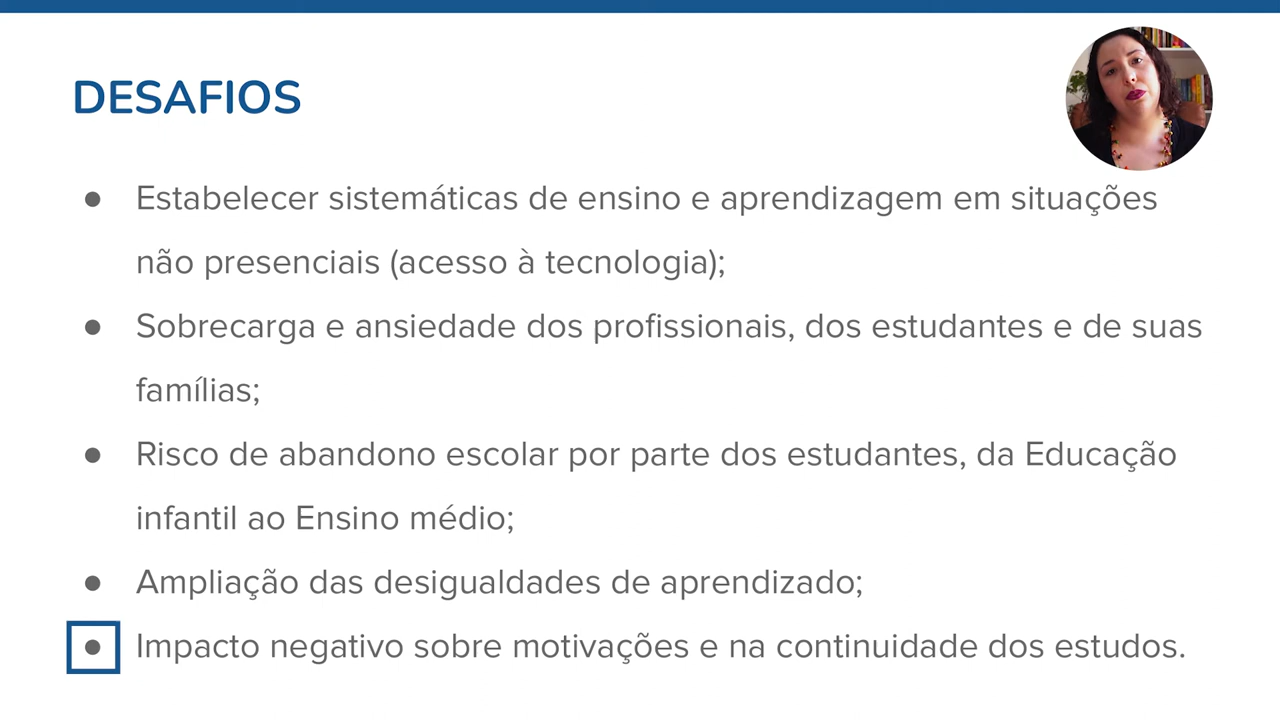 DESAFIOS
● Estabelecer sistemáticas de ensino e aprendizagem em situações
não presenciais (acesso à tecnologia);
● Sobrecarga e ansiedade dos profissionais, dos estudantes e de suas
famílias;
● Risco de abandono escolar por parte dos estudantes, da Educação
infantil ao Ensino médio;
● Ampliação das desigualdades de aprendizado;
● Impacto negativo sobre motivações e na continuidade dos estudos.